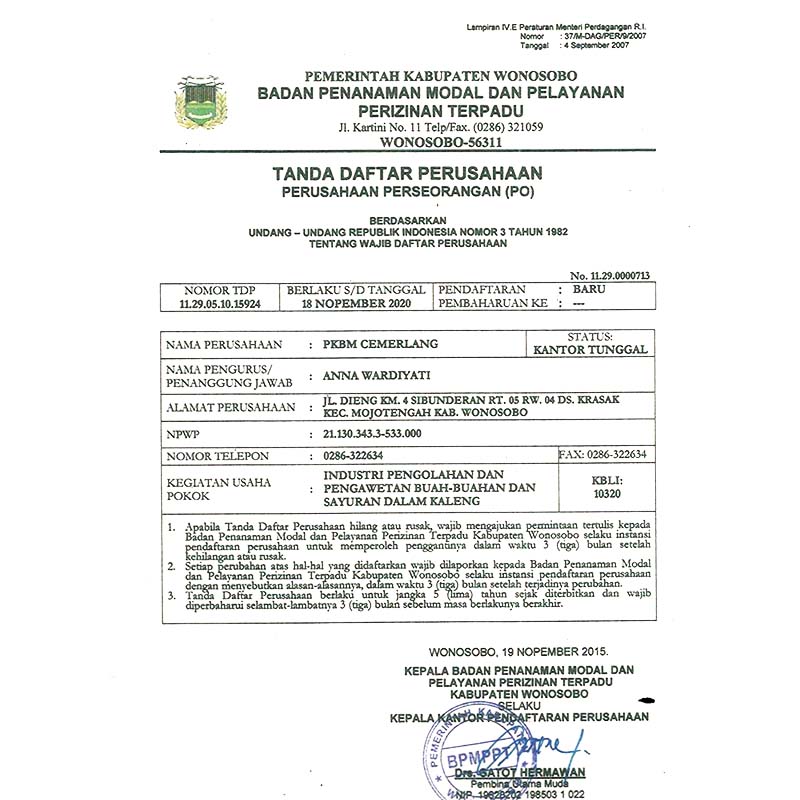 Lampiran IV.E Peraturan Menteri Perdagangan R.I.
Nomor : 37/M-DAG/PER/9/2007
Tanggal : 4 September 2007
PEMERINTAH KABUPATEN WONOSOBO
BADAN PENANAMAN MODAL DAN PELAYANAN
PERIZINAN TERPADU
Jl. Kartini No. 11 Telp/Fax. (0286) 321059
WONOSOBO-56311
TANDA DAFTAR PERUSAHAAN
PERUSAHAAN PERSEORANGAN (PO)
BERDASARKAN
UNDANG – UNDANG REPUBLIK INDONESIA NOMOR 3 TAHUN 1982
TENTANG WAJIB DAFTAR PERUSAHAAN
No. 11.29.0000713
NOMOR TDP BERLAKU S/D TANGGAL PENDAFTARAN : BARU
11.29.05.10.15924 18 NOPEMBER 2020 PEMBAHARUAN KE : ---
NAMA PERUSAHAAN : PKBM CEMERLANG STATUS:
KANTOR TUNGGAL
NAMA PENGURUS/
PENANGGUNG JAWAB : ANNA WARDIYATI
ALAMAT PERUSAHAAN : JL. DIENG KM. 4 SIBUNDERAN RT. 05 RW. 04 DS. KRASAK
KEC. MOJOTENGAH KAB. WONOSOBO
NPWP : 21.130.343.3-533.000
NOMOR TELEPON : 0286-322634 FAX: 0286-322634
KEGIATAN USAHA
POKOK : INDUSTRI PENGOLAHAN DAN
PENGAWETAN BUAH-BUAHAN DAN
SAYURAN DALAM KALENG
KBLI:
10320
1. Apabila Tanda Daftar Perusahaan hilang atau rusak, wajib mengajukan permintaan tertulis kepada
Badan Penanaman Modal dan Pelayanan Perizinan Terpadu Kabupaten Wonosobo selaku instansi
pendaftaran perusahaan untuk memperoleh penggantinya dalam waktu 3 (tiga) bulan setelah
kehilangan atau rusak.
2. Setiap perubahan atas hal-hal yang didaftarkan wajib dilaporkan kepada Badan Penanaman Modal
dan Pelayanan Perizinan Terpadu Kabupaten Wonosobo selaku instansi pendaftaran perusahaan
dengan menyebutkan alasan-alasannya, dalam waktu 3 (tiga) bulan setelah terjadinya perubahan.
3. Tanda Daftar Perusahaan berlaku untuk jangka 5 (lima) tahun sejak diterbitkan dan wajib
diperbaharui selambat-lambatnya 3 (tiga) bulan sebelum masa berlakunya berakhir.
WONOSOBO, 19 NOPEMBER 2015.
KEPALA BADAN PENANAMAN MODAL DAN
PELAYANAN PERIZINAN TERPADU
KABUPATEN WONOSOBO
SELAKU
KEPALA KANTOR PENDAFTARAN PERUSAHAAN
BPMPPT
Drs. GATOT HERMAWAN
Pembina Utama Muda
NIP. 19626202 198503 1 022